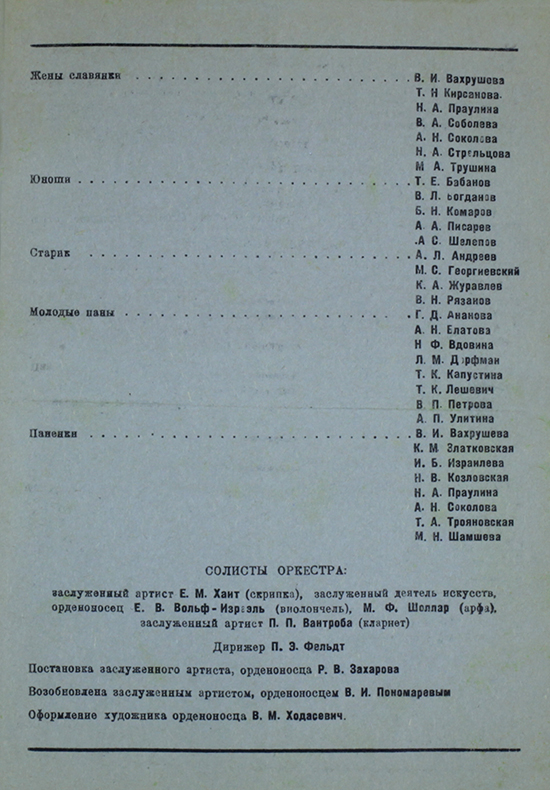 Жены славянки . . . . . . . . . . . . . . . . . . . . . . . . В. И. Вахрушева
Т. Н Кирсанова.
Н. А. Праулина
В. А. Соболева
А. Н. Соколова
Н. А. Стрельцова
М А. Трушина
Юноши . . . . . . . . . . . . . . . . . . . . . . . . . . . . Т. Е. Бабанов
В. Л. Богданов
Б. Н. Комаров
А А. Писарев
.А С. Шелепов
Старик . . . . . . . . . . . . . . . . . . . . . . . . . . . . А. Л. Андреев
М. С. Георгиевский
К. А. Журавлев
В. Н. Рязанов
Молодые паны . . . . . . . . . . . . . . . . . . . . . . . . Г. Д. Ананова
А. Н. Елатова
Н Ф. Вдовина
Л. М. Дорфман
Т. К. Капустина
Т. К. Лешевич
В П. Петрова
А. П. Улитина
Паненки . . . . . . . . . . . . . . . . . . . . . . . . . . . В. И. Вахрушева
К. М Златковская
И. Б. Израилева
Н. В. Козловская
Н. А. Праулина
А. Н. Соколова
Т. А. Трояновская
М. Н. Шамшева
СОЛИСТЫ ОРКЕСТРА:
заслуженный артист Е. М. Хаит (скрипка), заслуженный деятель искусств,
орденоносец Е. В. Вольф-Израэль (виолончель), М. Ф. Шоллар (арфа),
заслуженный артист П. П. Вантроба (кларнет)
Дирижер П. Э. Фельдт
Постановка заслуженного артиста, орденоносца Р. В. Захарова
Возобновлена заслуженным артистом, орденоносцем В. И. Пономаревым
Оформление художника орденоносца В. М. Ходасевич.